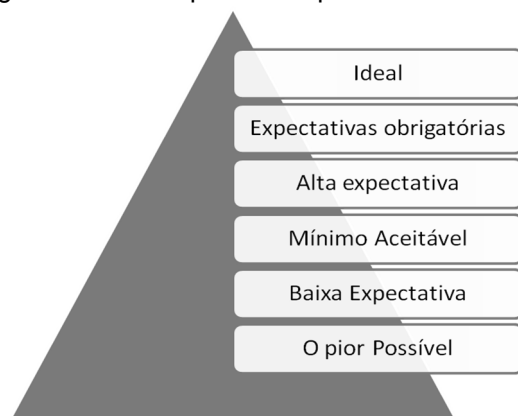 Ideal
Expectativas obrigatórias
Alta expectativa
Mínimo Aceitável
Baixa Expectativa
O pior Possível